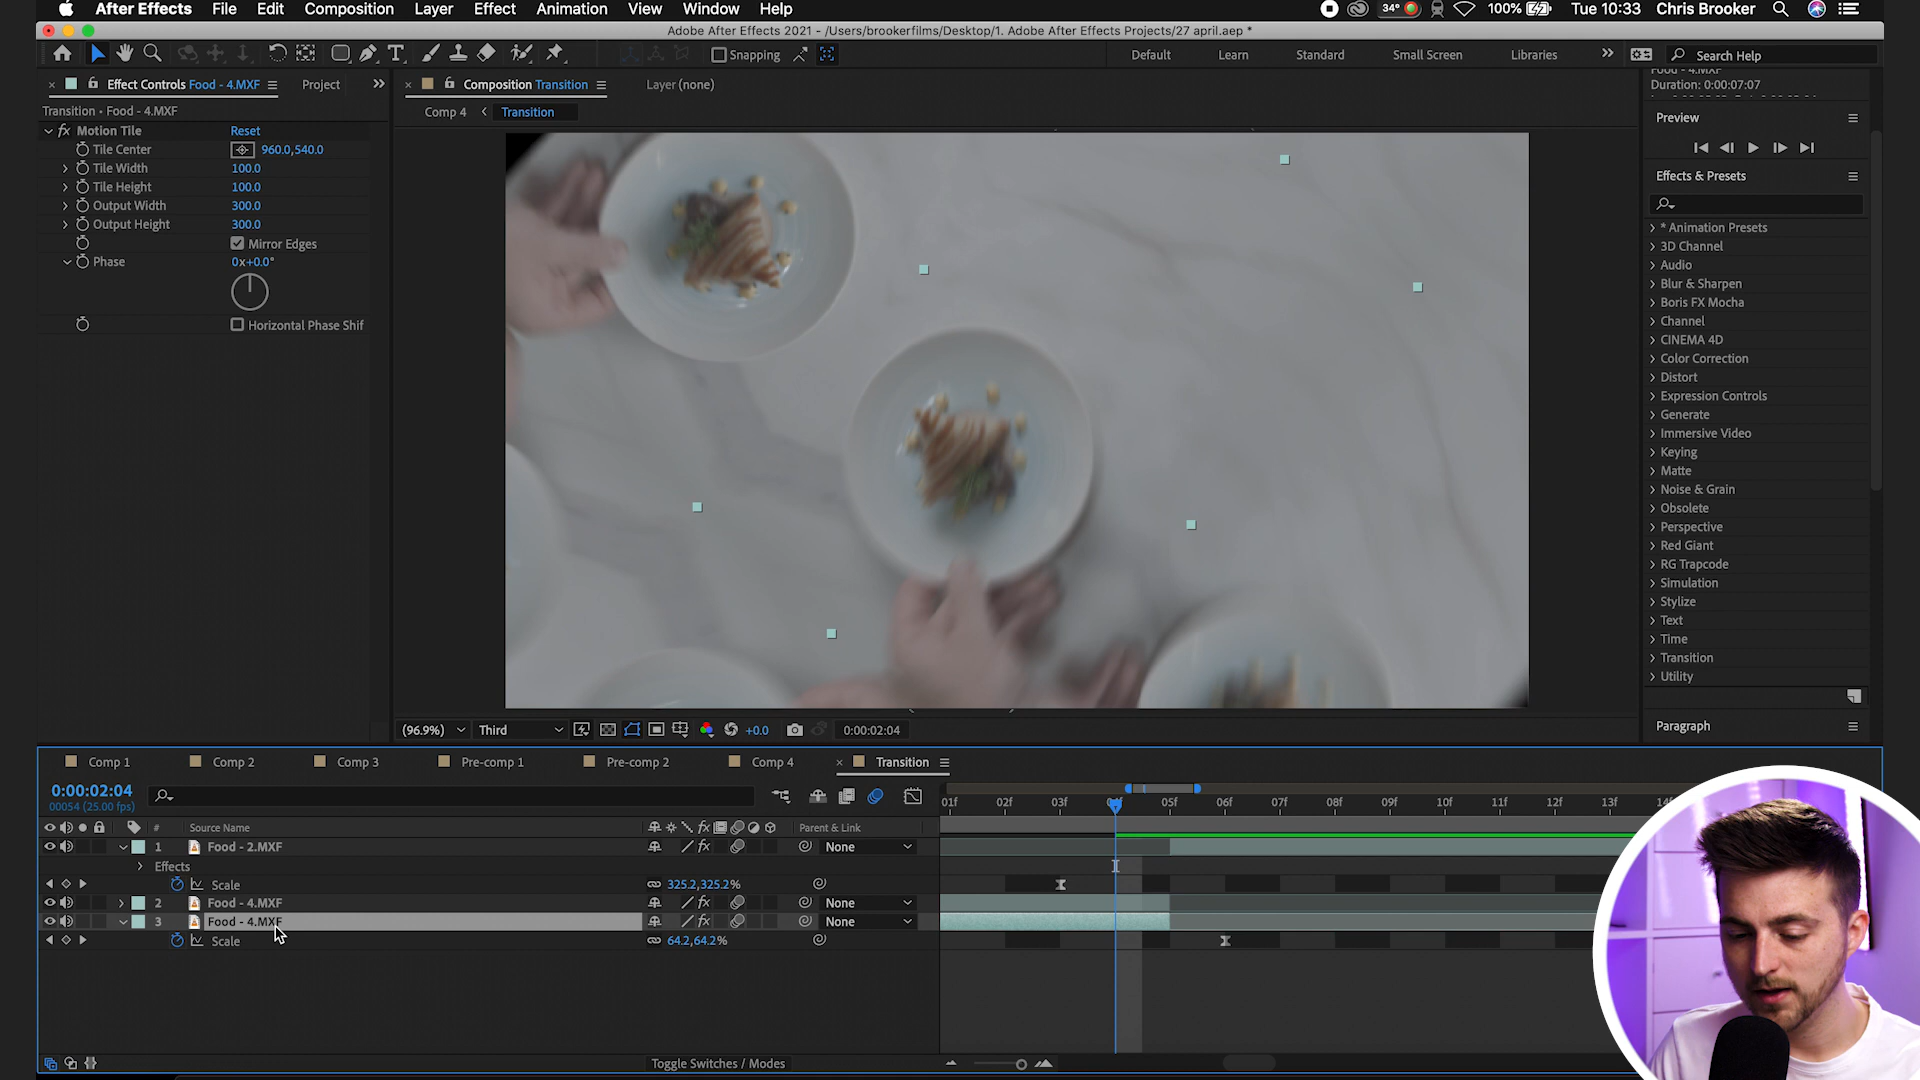 After Effects File Edit Composition Layer Effect Animation View Window Help 34° 100% Tue 10:33 Chris Brooker
Adobe After Effects 2021 - /Users/brookerfilms/Desktop/1. Adobe After Effects Projects/27 april.aep *
Snapping Default Learn Standard Small Screen Libraries Search Help
Effect Controls Food - 4.MXF Project
Composition Transition Layer (none)
Transition • Food - 4.MXF
Comp 4 Transition
fx Motion Tile Reset
Tile Center 960.0,540.0
Tile Width 100.0
Tile Height 100.0
Output Width 300.0
Output Height 300.0
Mirror Edges
Phase 0x+0.0°
Horizontal Phase Shif
Food - 4.MXF
Duration: 0:00:07:07
Preview
Effects & Presets
* Animation Presets
3D Channel
Audio
Blur & Sharpen
Boris FX Mocha
Channel
CINEMA 4D
Color Correction
Distort
Expression Controls
Generate
Immersive Video
Keying
Matte
Noise & Grain
Obsolete
Perspective
Red Giant
RG Trapcode
Simulation
Stylize
Text
Time
Transition
Utility
Paragraph
(96.9%) Third +0.0 0:00:02:04
Comp 1 Comp 2 Comp 3 Pre-comp 1 Pre-comp 2 Comp 4 Transition
0:00:02:04
00054 (25.00 fps)
01f 02f 03f 04f 05f 06f 07f 08f 09f 10f 11f 12f 13f
# Source Name fx Parent & Link
1 Food - 2.MXF fx None
Effects
Scale 325.2,325.2%
2 Food - 4.MXF fx None
3 Food - 4.MXF fx None
Scale 64.2,64.2%
Toggle Switches / Modes